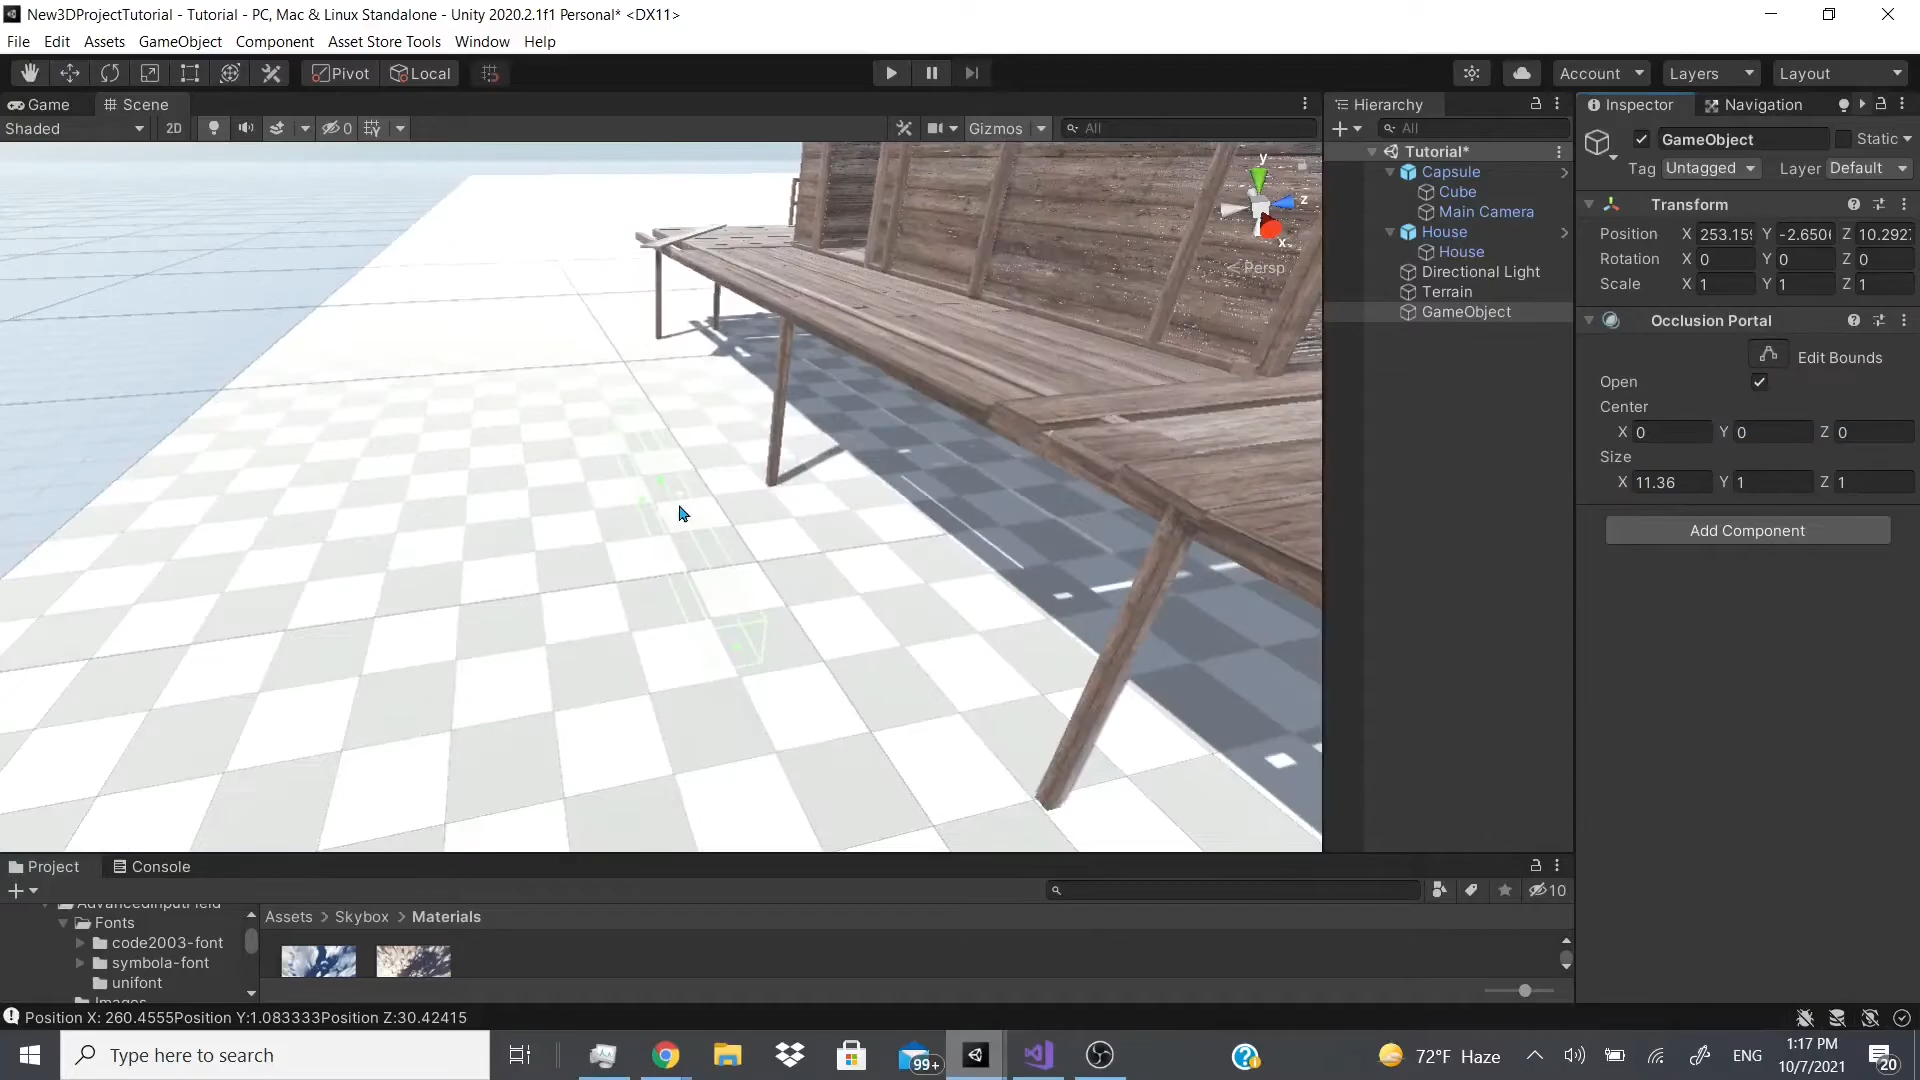 New3DProjectTutorial - Tutorial - PC, Mac & Linux Standalone - Unity 2020.2.1f1 Personal* <DX11>
File Edit Assets GameObject Component Asset Store Tools Window Help
Pivot Local Account Layers Layout
Game Scene
Shaded 2D 0 Gizmos All
y
z
x
Persp
Hierarchy
All
Tutorial*
Capsule
Cube
Main Camera
House
House
Directional Light
Terrain
GameObject
Inspector Navigation
GameObject Static
Tag Untagged Layer Default
Transform
Position X 253.159 Y -2.6506 Z 10.2927
Rotation X 0 Y 0 Z 0
Scale X 1 Y 1 Z 1
Occlusion Portal
Edit Bounds
Open
Center
X 0 Y 0 Z 0
Size
X 11.36 Y 1 Z 1
Add Component
Project Console
10
Fonts
code2003-font
symbola-font
unifont
Assets > Skybox > Materials
Position X: 260.4555Position Y:1.083333Position Z:30.42415
Type here to search
99+
72°F Haze
ENG
1:17 PM
10/7/2021
20